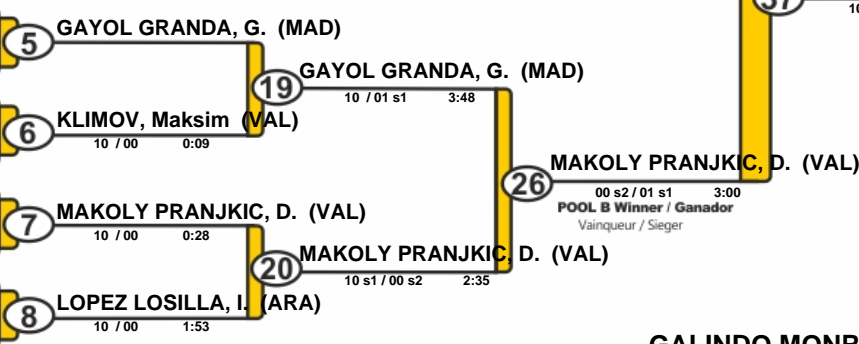 37
10
5
GAYOL GRANDA, G. (MAD)
19
GAYOL GRANDA, G. (MAD)
10 / 01 s1 3:48
6
KLIMOV, Maksim (VAL)
10 / 00 0:09
26
MAKOLY PRANJKIC, D. (VAL)
00 s2 / 01 s1 3:00
POOL B Winner / Ganador
Vainqueur / Sieger
7
MAKOLY PRANJKIC, D. (VAL)
10 / 00 0:28
20
MAKOLY PRANJKIC, D. (VAL)
10 s1 / 00 s2 2:35
8
LOPEZ LOSILLA, I. (ARA)
10 / 00 1:53